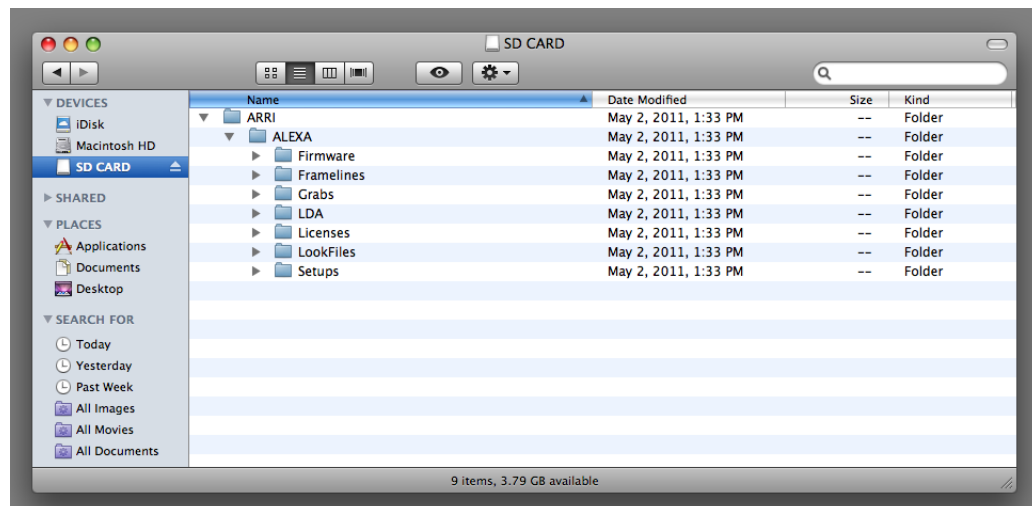 SD CARD
DEVICES
iDisk
Macintosh HD
SD CARD
SHARED
PLACES
Applications
Documents
Desktop
SEARCH FOR
Today
Yesterday
Past Week
All Images
All Movies
All Documents
Name Date Modified Size Kind
ARRI May 2, 2011, 1:33 PM -- Folder
ALEXA May 2, 2011, 1:33 PM -- Folder
Firmware May 2, 2011, 1:33 PM -- Folder
Framelines May 2, 2011, 1:33 PM -- Folder
Grabs May 2, 2011, 1:33 PM -- Folder
LDA May 2, 2011, 1:33 PM -- Folder
Licenses May 2, 2011, 1:33 PM -- Folder
LookFiles May 2, 2011, 1:33 PM -- Folder
Setups May 2, 2011, 1:33 PM -- Folder
9 items, 3.79 GB available